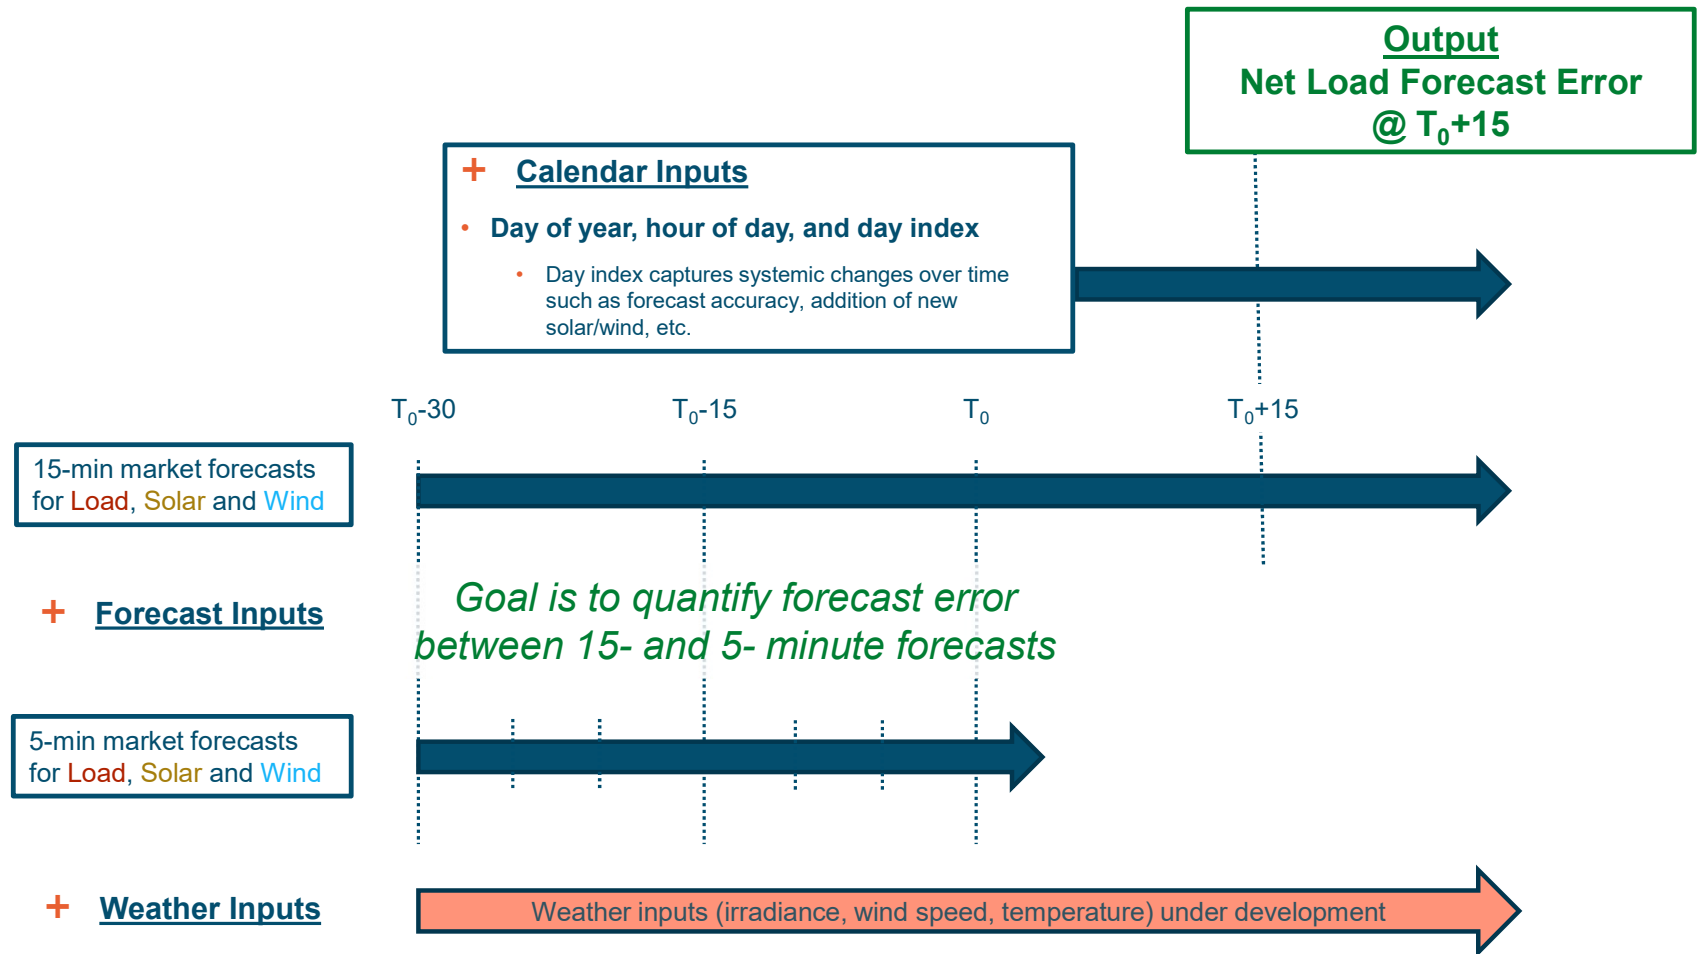 Output
Net Load Forecast Error
@ T₀+15
+ Calendar Inputs
• Day of year, hour of day, and day index
• Day index captures systemic changes over time
such as forecast accuracy, addition of new
solar/wind, etc.
T₀-30 T₀-15 T₀ T₀+15
15-min market forecasts
for Load, Solar and Wind
+ Forecast Inputs
Goal is to quantify forecast error
between 15- and 5- minute forecasts
5-min market forecasts
for Load, Solar and Wind
+ Weather Inputs
Weather inputs (irradiance, wind speed, temperature) under development